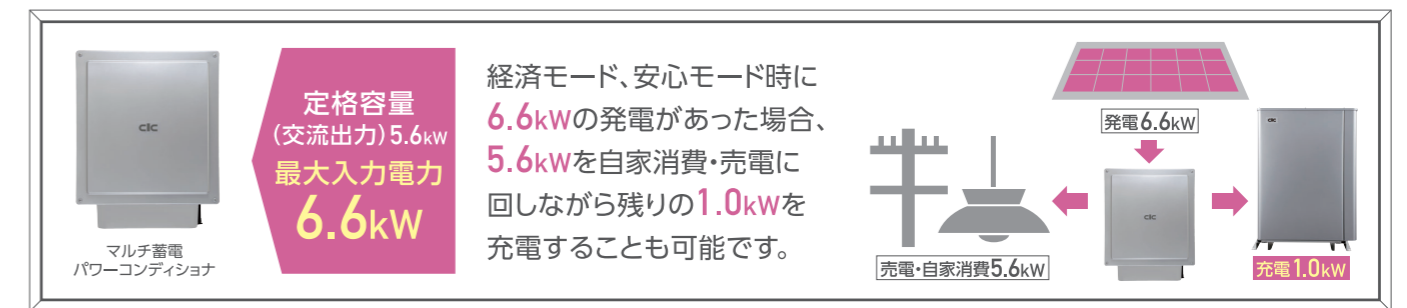 CIC
マルチ蓄電
パワーコンディショナ
定格容量
(交流出力)5.6kW
最大入力電力
6.6kW
経済モード、安心モード時に
6.6kWの発電があった場合、
5.6kWを自家消費・売電に
回しながら残りの1.0kWを
充電することも可能です。
発電6.6kW
CIC
CIC
売電・自家消費5.6kW
充電1.0kW